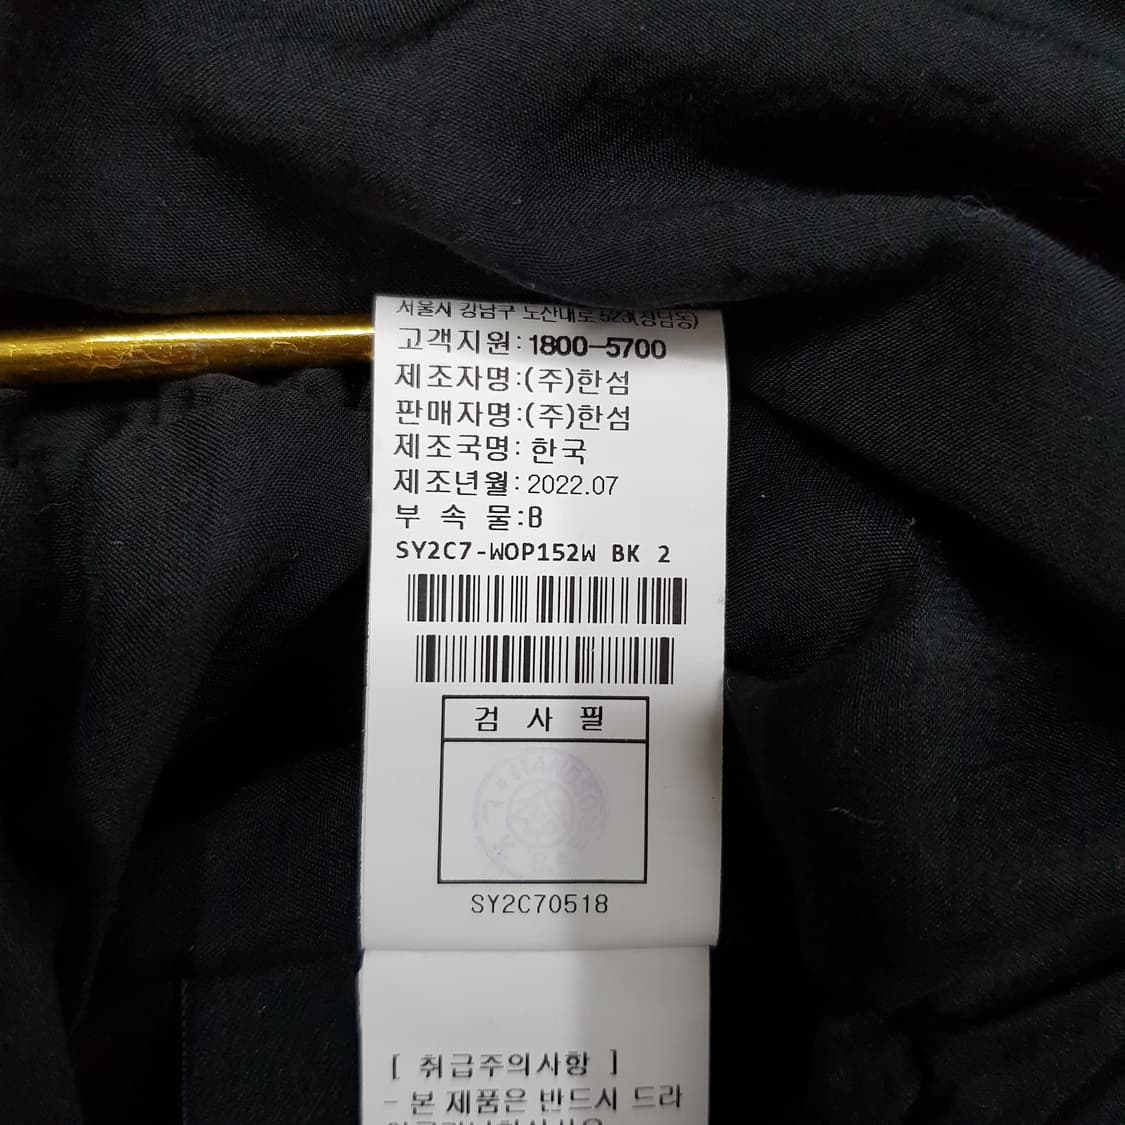 서울시 강남구 도산대로 523(청담동)
고객지원:1800-5700
제조자명:(주)한섬
판매자명:(주)한섬
제조국명: 한국
제조년월: 2022.07
부 속 물:B
SY2C7-WOP152W BK 2
검 사 필
SY2C70518
[ 취급주의사항 ]
- 본 제품은 반드시 드라